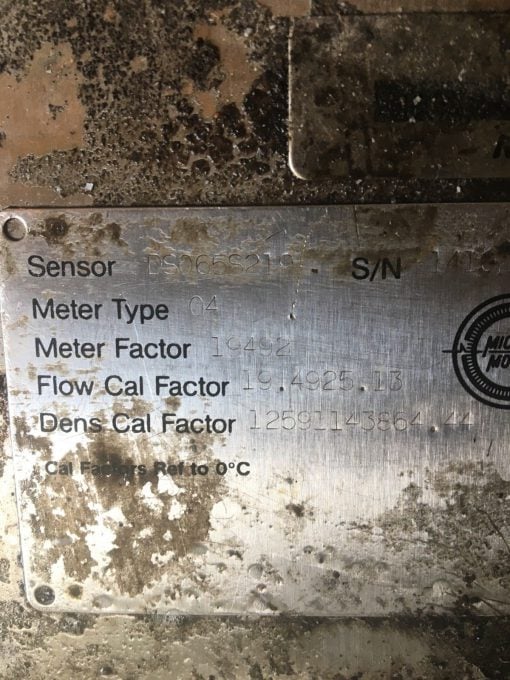 Sensor DS065S219 S/N
Meter Type 04
Meter Factor 19492
Flow Cal Factor 19.4925.13
Dens Cal Factor 12591143864.44
Cal Factors Ref to 0°C